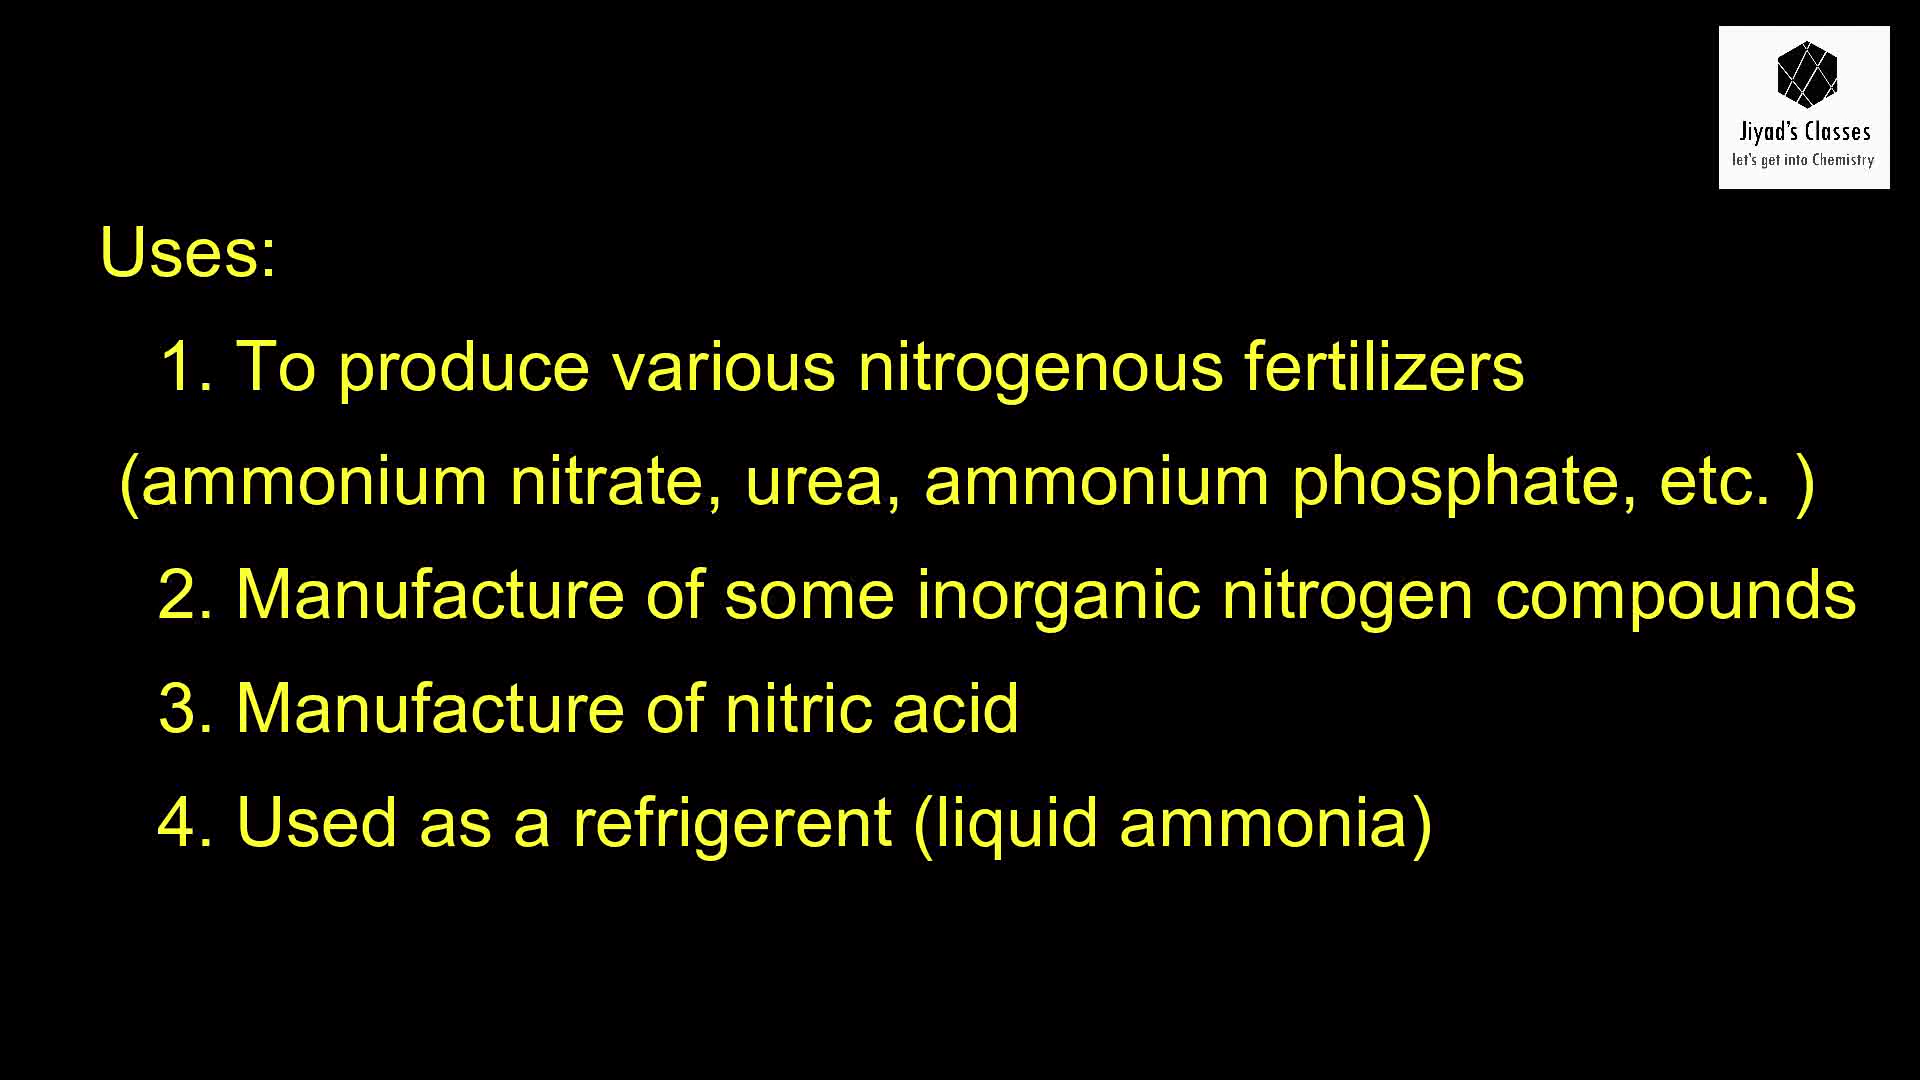 Jiyad's Classes
let's get into Chemistry
Uses:
1. To produce various nitrogenous fertilizers
(ammonium nitrate, urea, ammonium phosphate, etc. )
2. Manufacture of some inorganic nitrogen compounds
3. Manufacture of nitric acid
4. Used as a refrigerent (liquid ammonia)